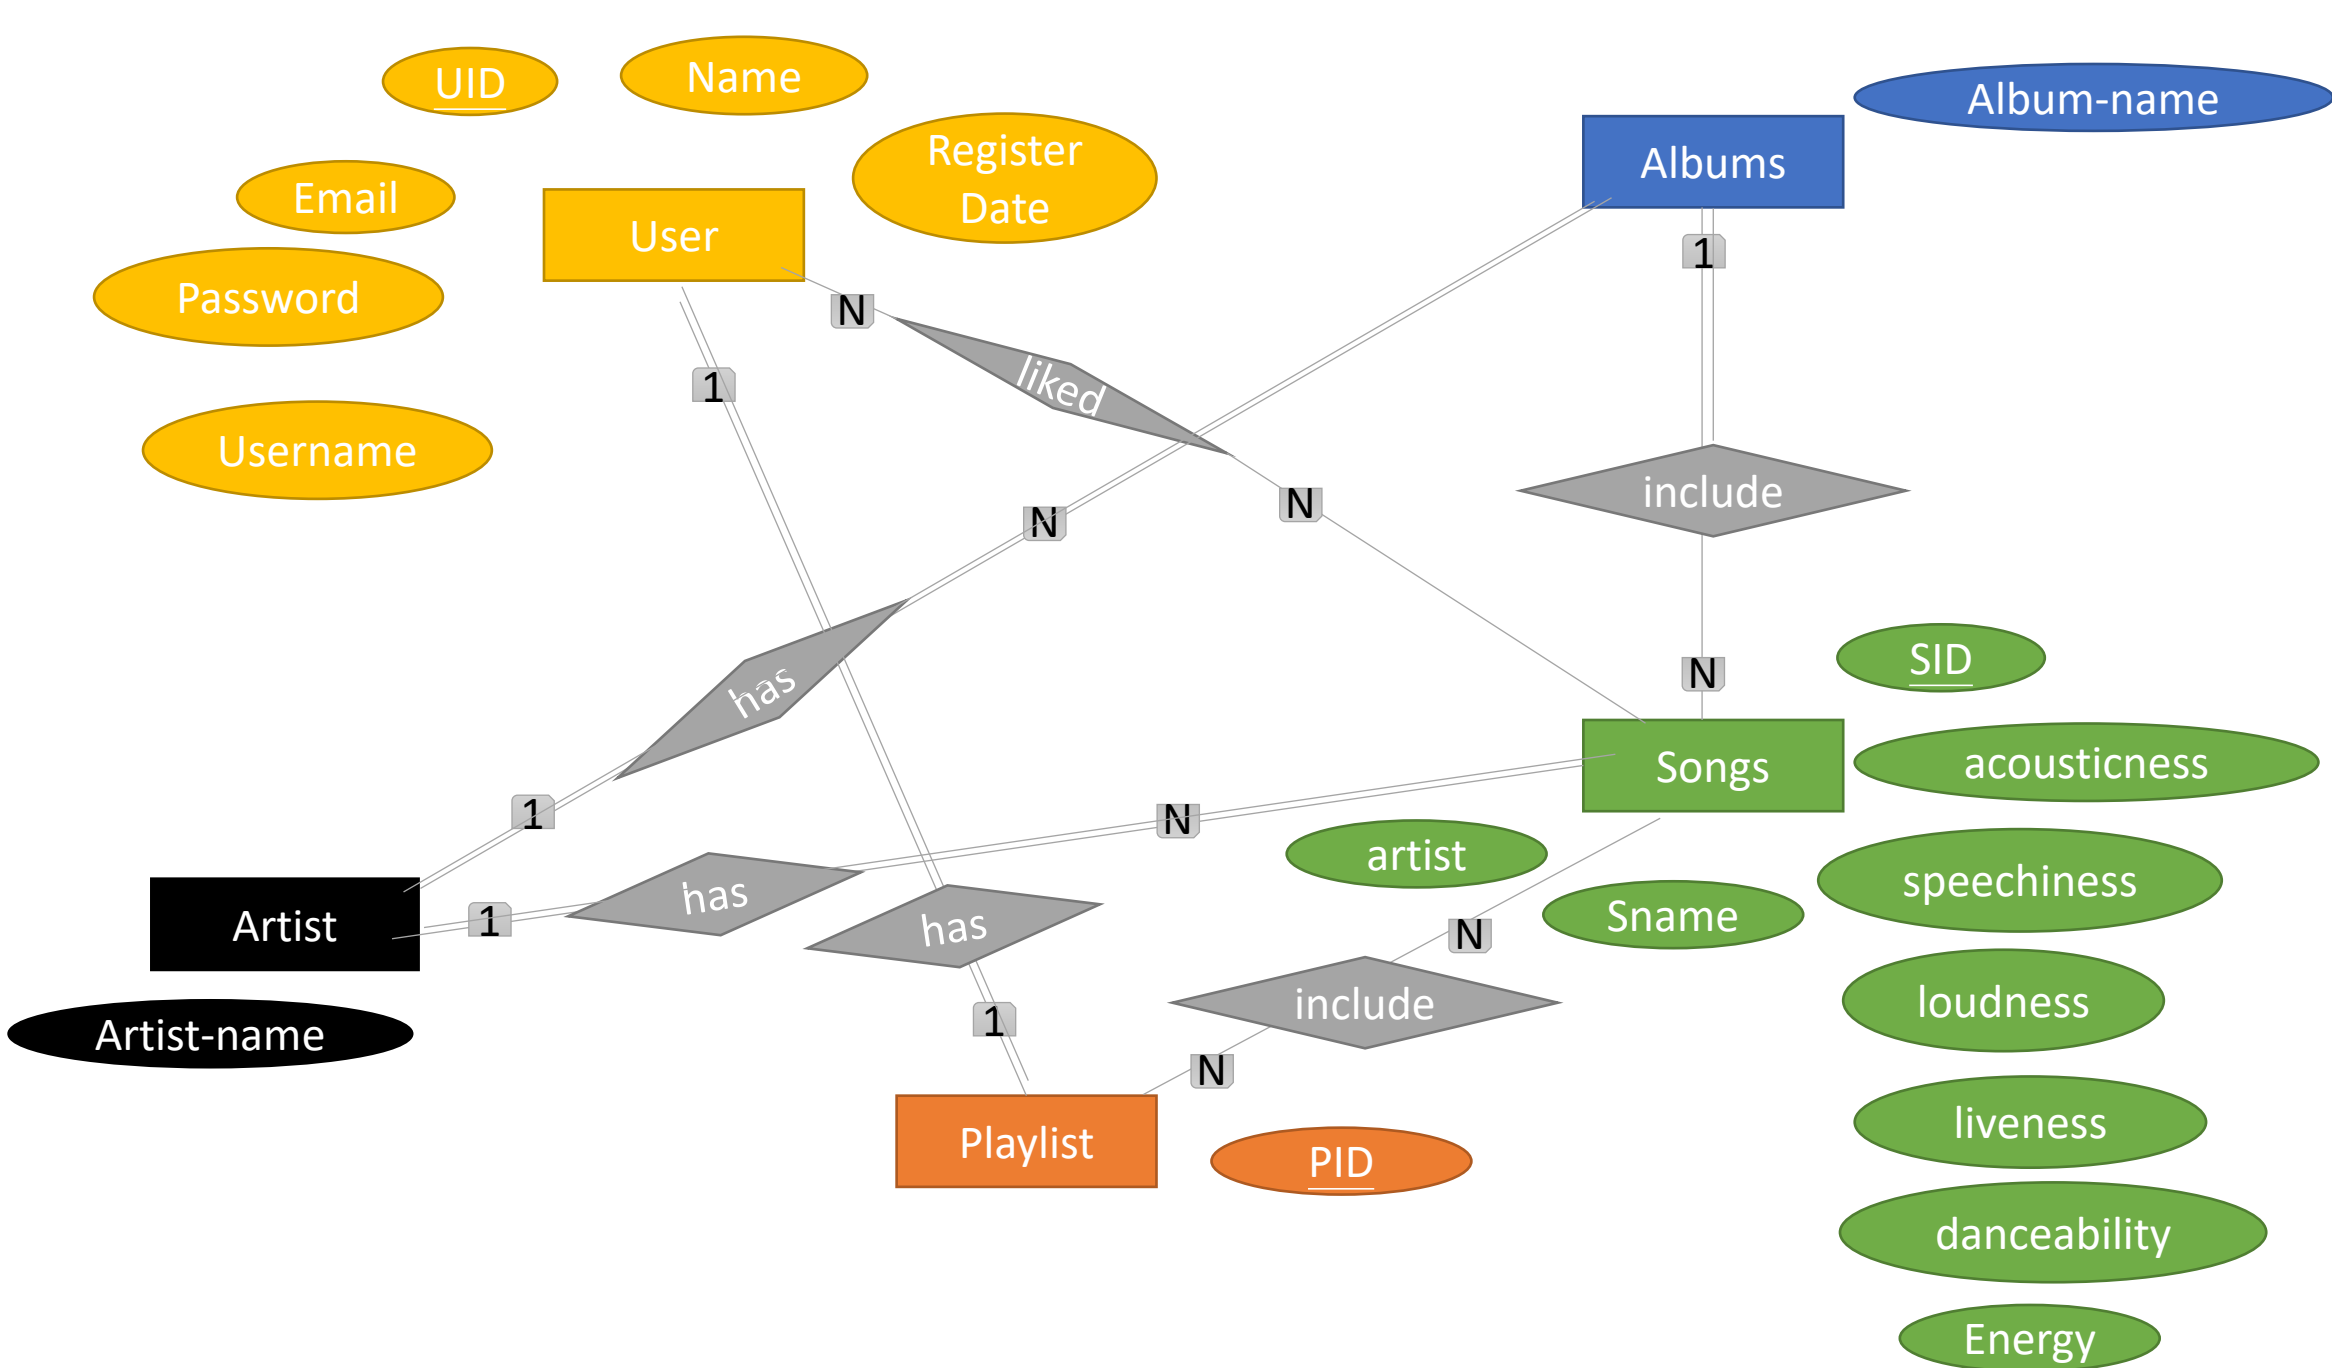 UID
Name
Album-name
Register
Date
Albums
Email
User
1
Password
N
liked
1
Username
include
N
N
has
SID
N
Songs
acousticness
1
N
artist
speechiness
has
1
Artist
has
Sname
N
include
loudness
Artist-name
1
N
liveness
Playlist
PID
danceability
Energy